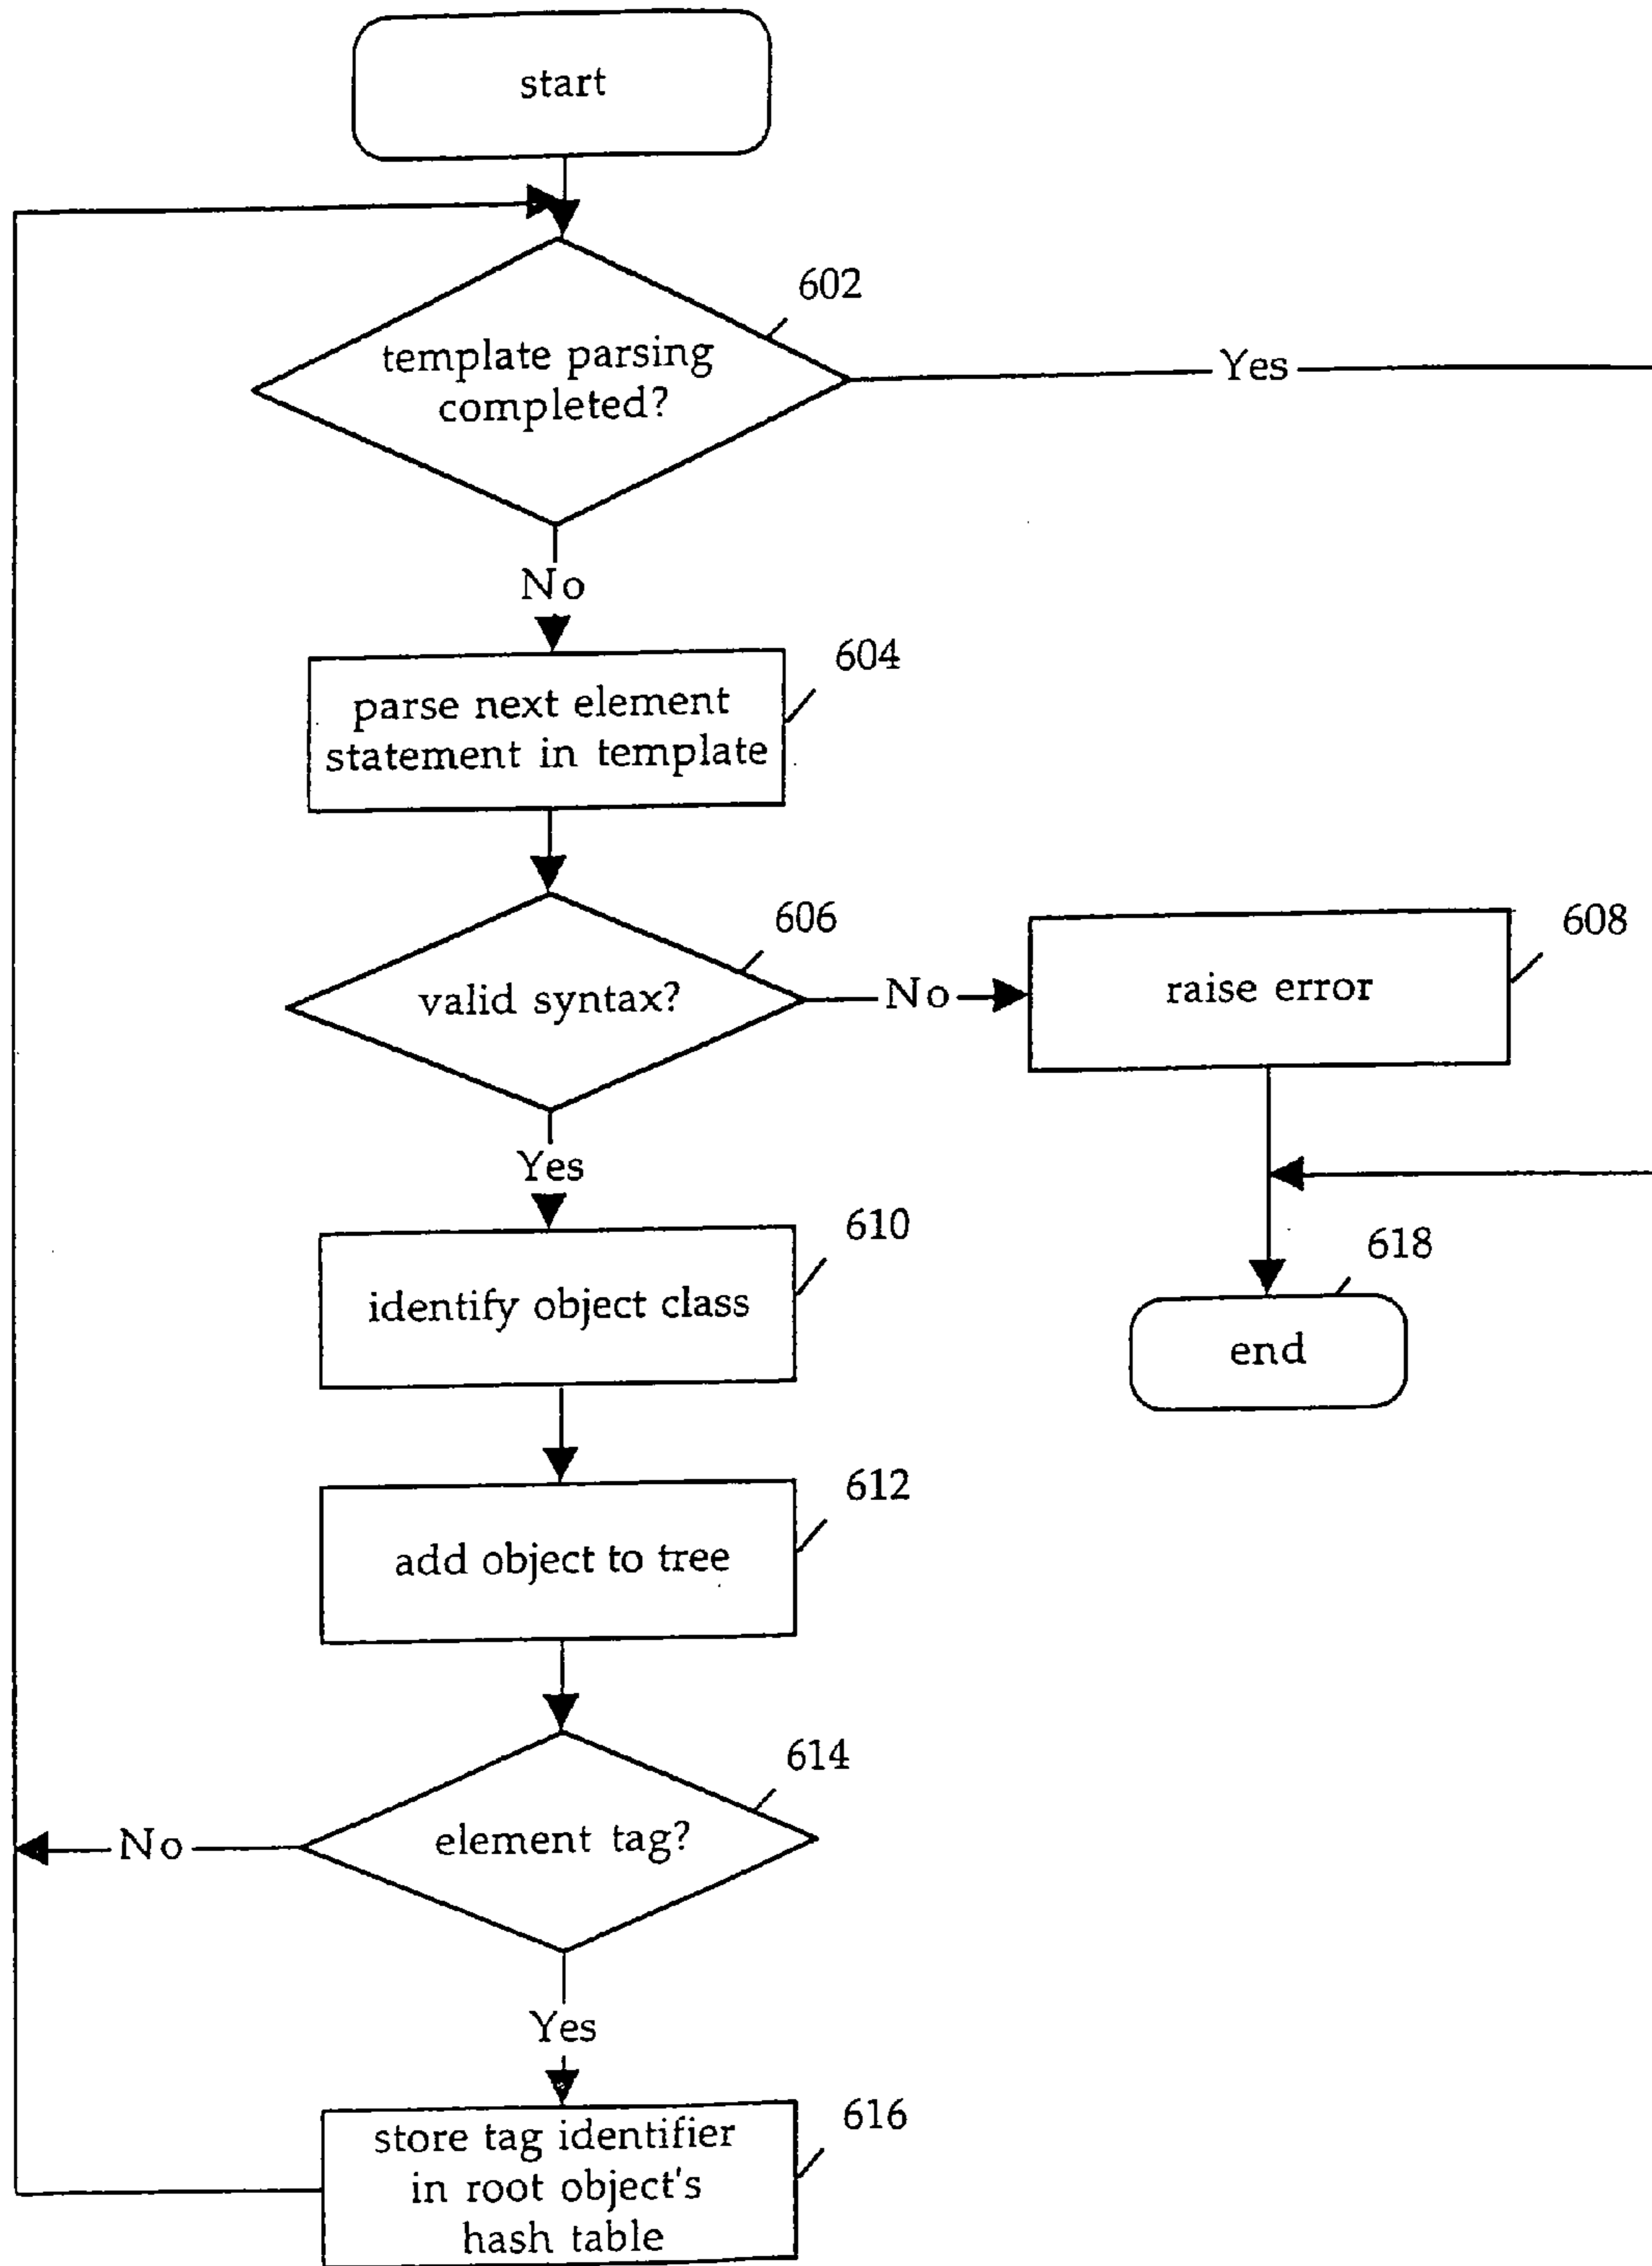 start
602
template parsing
completed?
Yes
No
604
parse next element
statement in template
606
valid syntax?
No
608
raise error
Yes
610
identify object class
618
end
612
add object to tree
614
element tag?
No
Yes
616
store tag identifier
in root object's
hash table